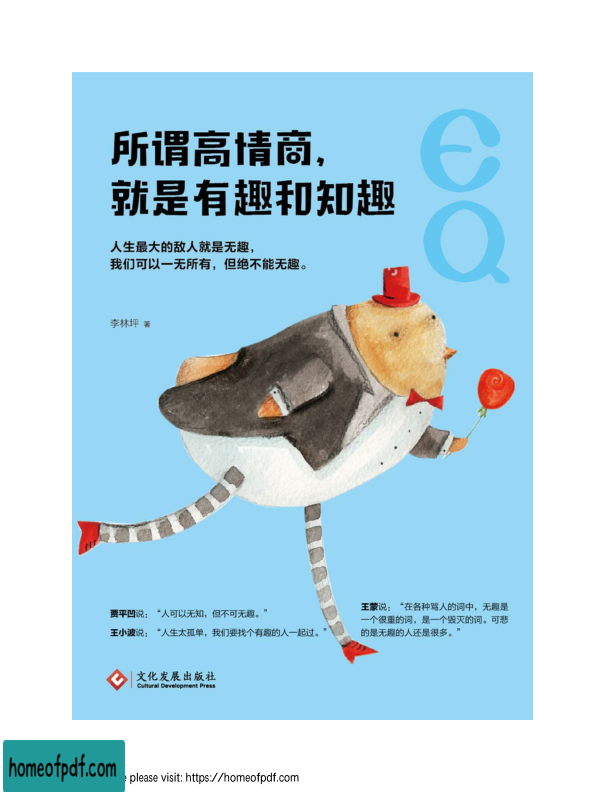 EQ
所谓高情商，
就是有趣和知趣
人生最大的敌人就是无趣，
我们可以一无所有，但绝不能无趣。
李林坪 著
贾平凹说：“人可以无知，但不可无趣。”
王小波说：“人生太孤单，我们要找个有趣的人一起过。”
王蒙说：“在各种骂人的词中，无趣是
一个很重的词，是一个毁灭的词。可悲
的是无趣的人还是很多。”
文化发展出版社
Cultural Development Press
homeofpdf.com
please visit: https://homeofpdf.com